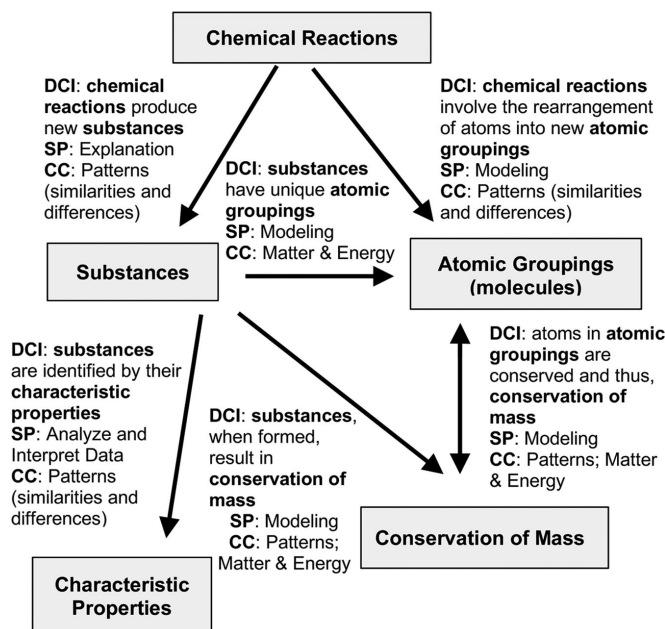 Chemical Reactions
DCI: chemical
reactions produce
new substances
SP: Explanation
CC: Patterns
(similarities and
differences)
DCI: chemical reactions
involve the rearrangement
of atoms into new atomic
groupings
SP: Modeling
CC: Patterns (similarities
and differences)
DCI: substances
have unique atomic
groupings
SP: Modeling
CC: Matter & Energy
Substances
Atomic Groupings
(molecules)
DCI: substances
are identified by their
characteristic
properties
SP: Analyze and
Interpret Data
CC: Patterns
(similarities and
differences)
DCI: substances,
when formed,
result in
conservation of
mass
SP: Modeling
CC: Patterns;
Matter & Energy
DCI: atoms in atomic
groupings are
conserved and thus,
conservation of
mass
SP: Modeling
CC: Patterns; Matter
& Energy
Conservation of Mass
Characteristic
Properties